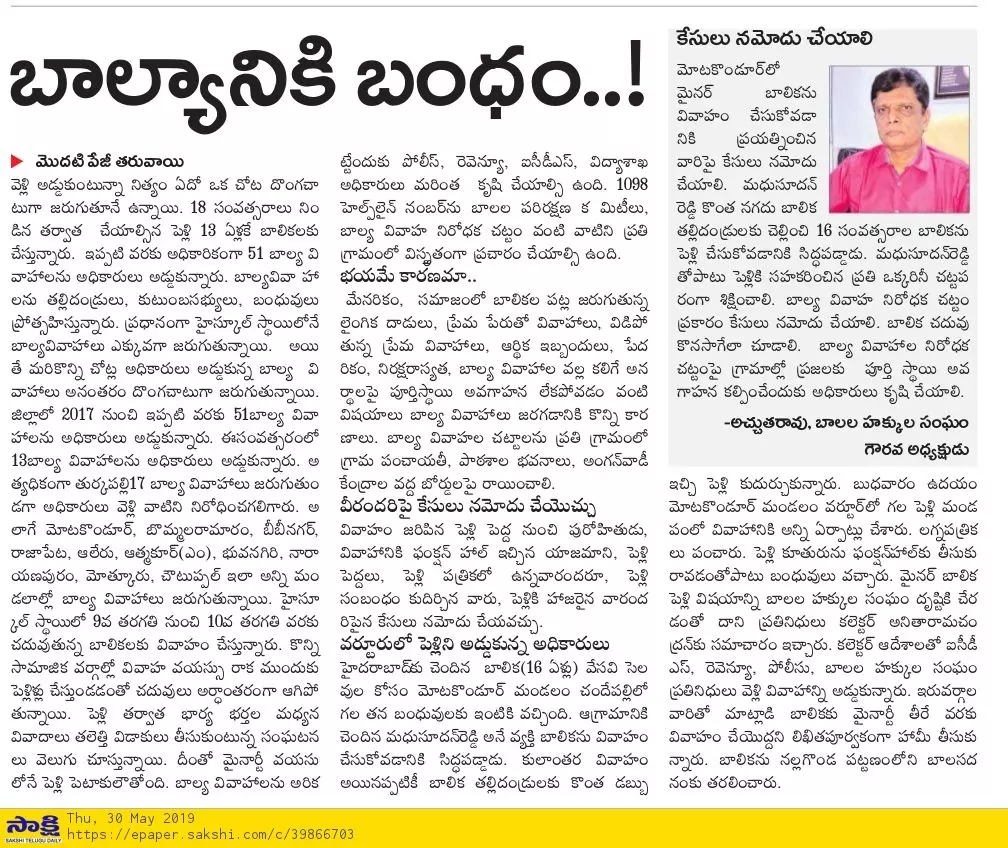 బాల్యానికి బంధం..!
మొదటి పేజీ తరువాయి
వెళ్లి అడ్డుకుంటున్నా నిత్యం ఏదో ఒక చోట దొంగచా
టుగా జరుగుతూనే ఉన్నాయి. 18 సంవత్సరాలు నిం
డిన తర్వాత చేయాల్సిన పెళ్లి 13 ఏళ్లకే బాలికలకు
చేస్తున్నారు. ఇప్పటి వరకు అధికారికంగా 51 బాల్య వి
వాహాలను అధికారులు అడ్డుకున్నారు. బాల్యవివా హా
లను తల్లిదండ్రులు, కుటుంబసభ్యులు, బంధువులు
ప్రోత్సహిస్తున్నారు. ప్రధానంగా హైస్కూల్ స్థాయిలోనే
బాల్యవివాహాలు ఎక్కువగా జరుగుతున్నాయి. అయి
తే మరికొన్ని చోట్ల అధికారులు అడ్డుకున్న బాల్య వి
వాహాలు అనంతరం దొంగచాటుగా జరుగుతున్నాయి.
జిల్లాలో 2017 నుంచి ఇప్పటి వరకు 51బాల్య వివా
హాలను అధికారులు అడ్డుకున్నారు. ఈసంవత్సరంలో
13బాల్య వివాహాలను అధికారులు అడ్డుకున్నారు. అ
త్యధికంగా తుర్కపల్లి17 బాల్య వివాహాలు జరుగుతుం
డగా అధికారులు వెళ్లి వాటిని నిరోధించగలిగారు. అ
లాగే మోటకొండూర్, బొమ్మలరామారం, బీబీనగర్,
రాజాపేట, ఆలేరు, ఆత్మకూర్(ఎం), భువనగిరి, నారా
యణపురం, మోత్కూరు, చౌటుప్పల్ ఇలా అన్ని మం
డలాల్లో బాల్య వివాహాలు జరుగుతున్నాయి. హైసూ
్కల్ స్థాయిలో 9వ తరగతి నుంచి 10వ తరగతి వరకు
చదువుతున్న బాలికలకు వివాహం చేస్తున్నారు. కొన్ని
సామాజిక వర్గాల్లో వివాహ వయస్సు రాక ముందుకు
పెళ్లిళ్లు చేస్తుండడంతో చదువులు అర్ధాంతరంగా ఆగిపో
తున్నాయి. పెళ్లి తర్వాత భార్య భర్తల మధ్యన
వివాదాలు తలెత్తి విడాకులు తీసుకుంటున్న సంఘటన
లు వెలుగు చూస్తున్నాయి. దీంతో మైనార్టీ వయసు
లోనే పెళ్లి పెటాకులౌతోంది. బాల్య వివాహాలను అరిక
ట్టేందుకు పోలీస్, రెవెన్యూ, ఐసీడీఎస్, విద్యాశాఖ
అధికారులు మరింత కృషి చేయాల్సి ఉంది. 1098
హెల్ప్‌లైన్ నంబర్‌ను బాలల పరిరక్షణ క మిటీలు,
బాల్య వివాహ నిరోధక చట్టం వంటి వాటిని ప్రతి
గ్రామంలో విస్తృతంగా ప్రచారం చేయాల్సి ఉంది.
భయమే కారణమా..
మేనరికం, సమాజంలో బాలికల పట్ల జరుగుతున్న
లైంగిక దాడులు, ప్రేమ పేరుతో వివాహాలు, విడిపో
తున్న ప్రేమ వివాహాలు, ఆర్థిక ఇబ్బందులు, పేద
రికం, నిరక్షరాస్యత, బాల్య వివాహాల వల్ల కలిగే అన
ర్థాలపై పూర్తిస్థాయి అవగాహన లేకపోవడం వంటి
విషయాలు బాల్య వివాహాలు జరగడానికి కొన్ని కార
ణాలు. బాల్య వివాహల చట్టాలను ప్రతి గ్రామంలో
గ్రామ పంచాయతీ, పాఠశాల భవనాలు, అంగన్‌వాడీ
కేంద్రాల వద్ద బోర్డులపై రాయించాలి.
వీరందరిపై కేసులు నమోదు చేయొచ్చు
వివాహం జరిపిన పెళ్లి పెద్ద నుంచి పురోహితుడు,
వివాహానికి ఫంక్షన్ హాల్ ఇచ్చిన యాజమాని, పెళ్లి
పెద్దలు, పెళ్లి పత్రికలో ఉన్నవారందరూ, పెళ్లి
సంబంధం కుదిర్చిన వారు, పెళ్లికి హాజరైన వారంద
రిపైన కేసులు నమోదు చేయవచ్చు.
వర్టూరులో పెళ్లిని అడ్డుకున్న అధికారులు
హైదరాబాద్‌కు చెందిన బాలిక(16 ఏళ్లు) వేసవి సెల
వుల కోసం మోటకొండూర్ మండలం చందేపల్లిలో
గల తన బంధువులకు ఇంటికి వచ్చింది. ఆగ్రామానికి
చెందిన మధుసూదన్‌రెడ్డి అనే వ్యక్తి బాలికను వివాహం
చేసుకోవడానికి సిద్ధపడ్డాడు. కులాంతర వివాహం
అయినప్పటికీ బాలిక తల్లిదండ్రులకు కొంత డబ్బు
కేసులు నమోదు చేయాలి
మోటకొండూర్‌లో
మైనర్ బాలికను
వివాహం చేసుకోవడా
నికి ప్రయత్నించిన
వారిపై కేసులు నమోదు
చేయాలి. మధుసూదన్
రెడ్డి కొంత నగదు బాలిక
తల్లిదండ్రులకు చెల్లించి 16 సంవత్సరాల బాలికను
పెళ్లి చేసుకోవడానికి సిద్ధపడ్డాడు. మధుసూదన్‌రెడ్డి
తోపాటు పెళ్లికి సహకరించిన ప్రతి ఒక్కరినీ చట్టప
రంగా శిక్షించాలి. బాల్య వివాహ నిరోధక చట్టం
ప్రకారం కేసులు నమోదు చేయాలి. బాలిక చదువు
కొనసాగేలా చూడాలి. బాల్య వివాహాల నిరోధక
చట్టంపై గ్రామాల్లో ప్రజలకు పూర్తి స్థాయి అవ
గాహన కల్పించేందుకు అధికారులు కృషి చేయాలి.
-అచ్చుతరావు, బాలల హక్కుల సంఘం
గౌరవ అధ్యక్షుడు
ఇచ్చి పెళ్లి కుదుర్చుకున్నారు. బుధవారం ఉదయం
మోటకొండూర్ మండలం వర్టూర్‌లో గల పెళ్లి మండ
పంలో వివాహానికి అన్ని ఏర్పాట్లు చేశారు. లగ్నపత్రిక
లు పంచారు. పెళ్లి కూతురును ఫంక్షన్‌హాల్‌కు తీసుకు
రావడంతోపాటు బంధువులు వచ్చారు. మైనర్ బాలిక
పెళ్లి విషయాన్ని బాలల హక్కుల సంఘం దృష్టికి చేర
డంతో దాని ప్రతినిధులు కలెక్టర్ అనితారామచం
ద్రన్‌కు సమాచారం ఇచ్చారు. కలెక్టర్ ఆదేశాలతో ఐసీడీ
ఎస్, రెవెన్యూ, పోలీసు, బాలల హక్కుల సంఘం
ప్రతినిధులు వెళ్లి వివాహాన్ని అడ్డుకున్నారు. ఇరువర్గాల
వారితో మాట్లాడి బాలికకు మైనార్టీ తీరే వరకు
వివాహం చేయొద్దని లిఖితపూర్వకంగా హామీ తీసుకు
న్నారు. బాలికను నల్లగొండ పట్టణంలోని బాలసద
నంకు తరలించారు.
సాక్షి
SAKSHI TELUGU DAILY
Thu, 30 May 2019
https://epaper.sakshi.com/c/39866703